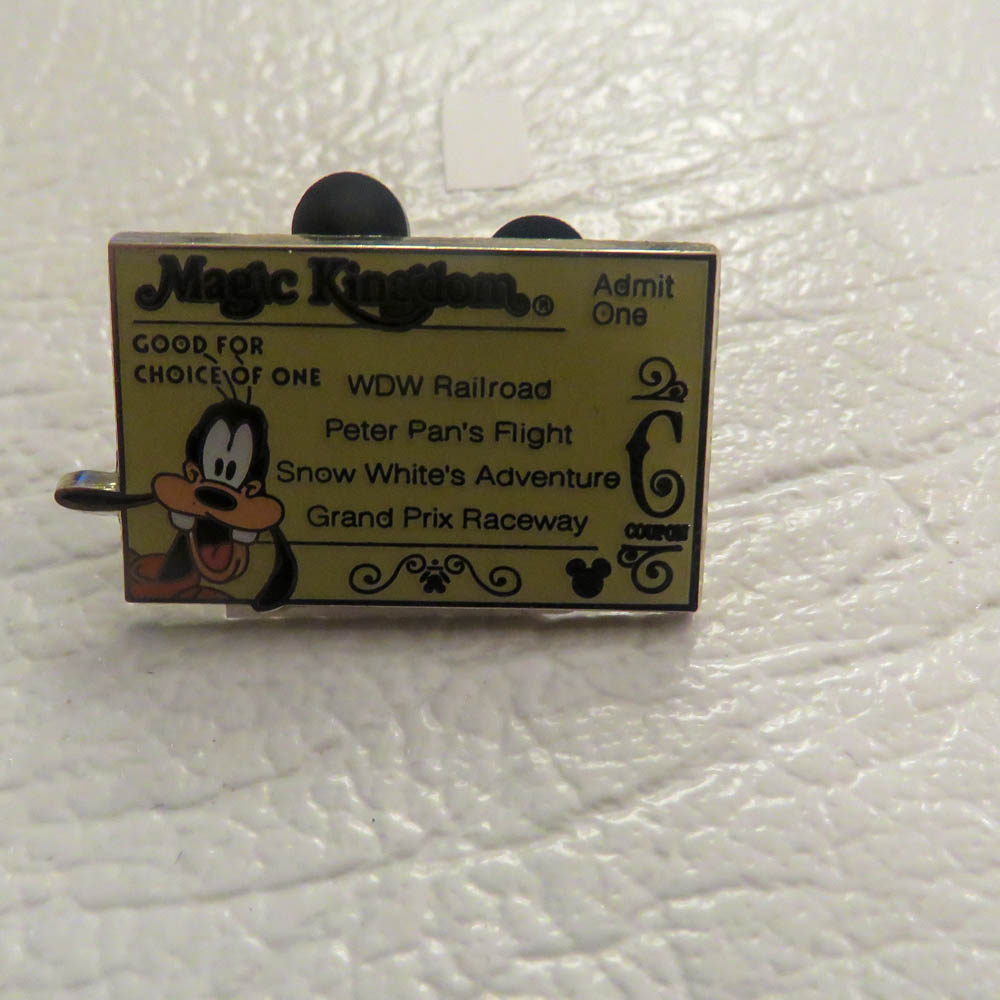 Magic Kingdom®
Admit
One
GOOD FOR
CHOICE OF ONE
WDW Railroad
Peter Pan's Flight
Snow White's Adventure
Grand Prix Raceway
C
COUPON